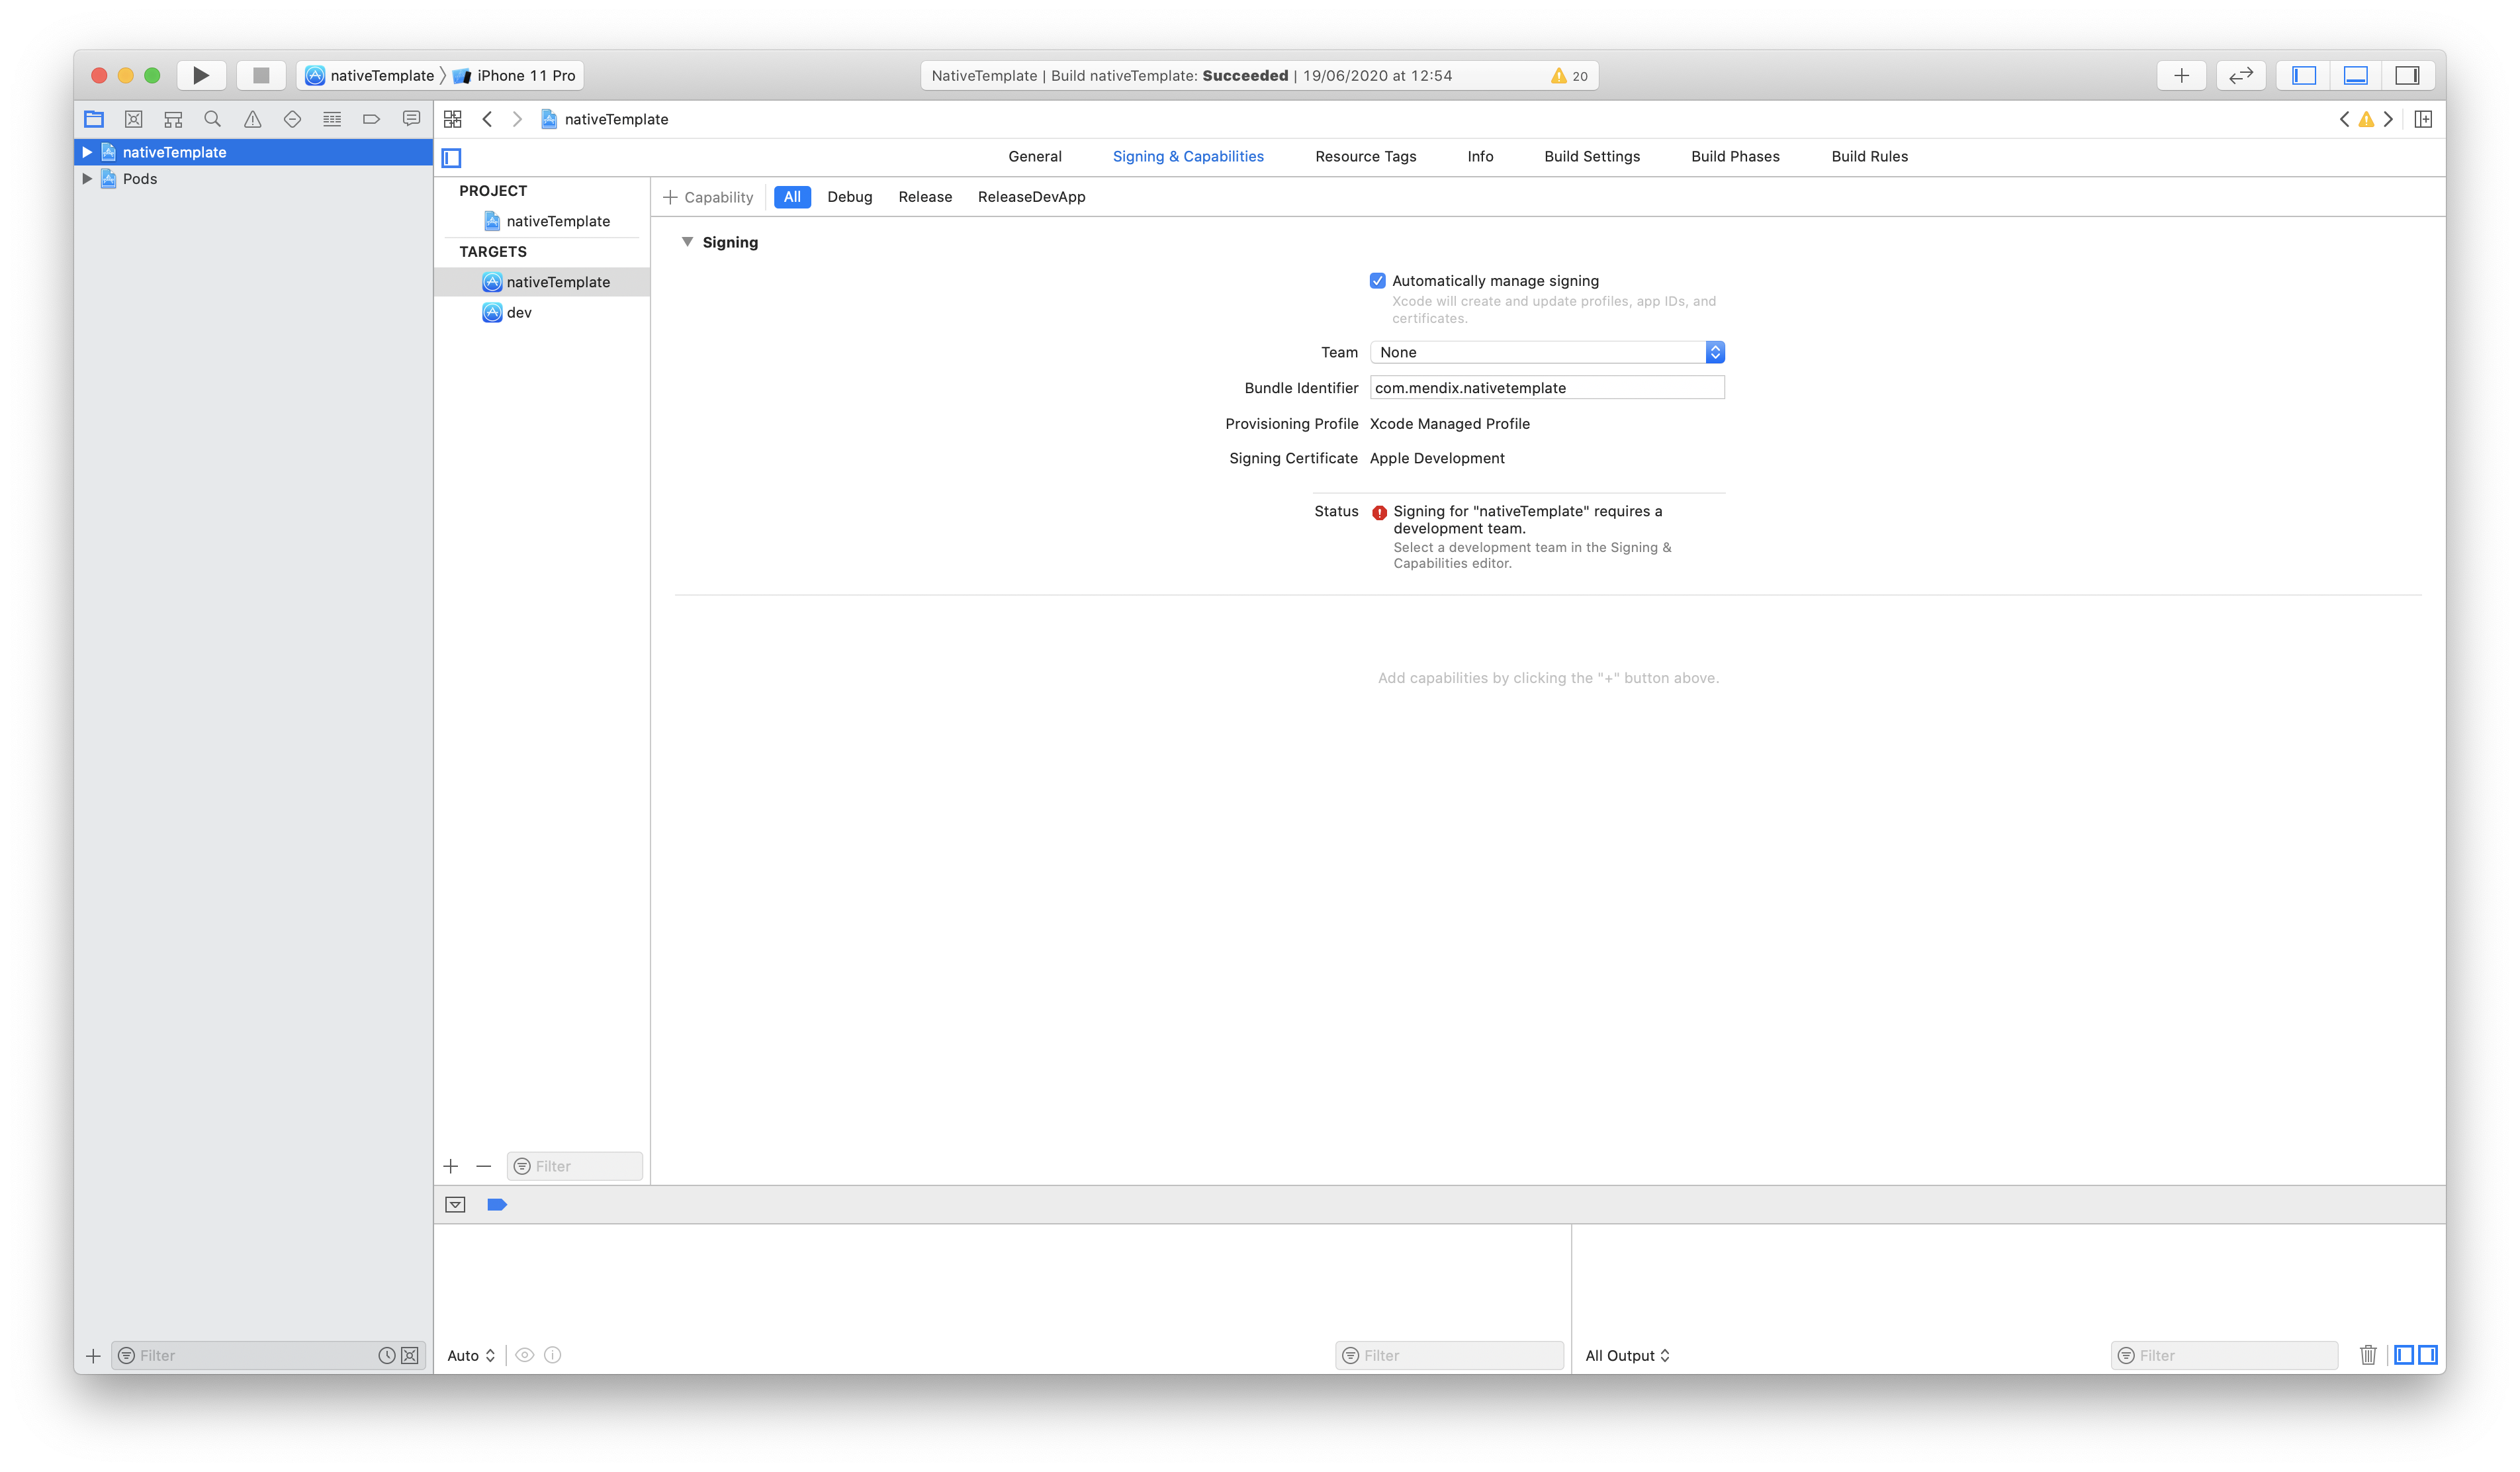 nativeTemplate iPhone 11 Pro
NativeTemplate | Build nativeTemplate: Succeeded | 19/06/2020 at 12:54
20
nativeTemplate
Pods
nativeTemplate
General
Signing & Capabilities
Resource Tags
Info
Build Settings
Build Phases
Build Rules
PROJECT
nativeTemplate
TARGETS
nativeTemplate
dev
Capability
All
Debug
Release
ReleaseDevApp
Signing
Automatically manage signing
Xcode will create and update profiles, app IDs, and
certificates.
Team None
Bundle Identifier com.mendix.nativetemplate
Provisioning Profile Xcode Managed Profile
Signing Certificate Apple Development
Status Signing for "nativeTemplate" requires a
development team.
Select a development team in the Signing &
Capabilities editor.
Add capabilities by clicking the "+" button above.
Filter
Filter
Auto
Filter
All Output
Filter